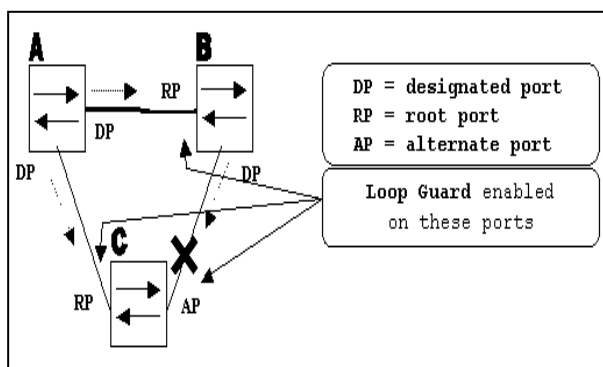 A
B
RP
DP
DP
DP
C
RP
AP
DP = designated port
RP = root port
AP = alternate port
Loop Guard enabled
on these ports